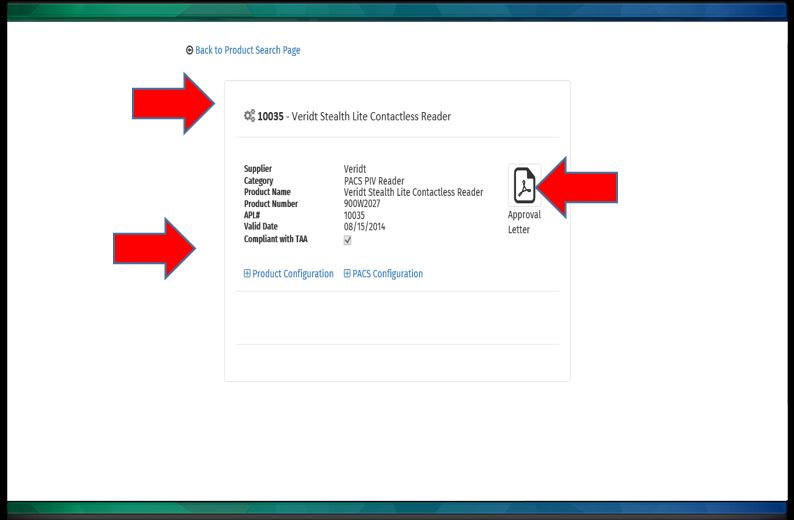 Back to Product Search Page
10035 - Veridt Stealth Lite Contactless Reader
Supplier Veridt
Category PACS PIV Reader
Product Name Veridt Stealth Lite Contactless Reader
Product Number 900W2027
APL# 10035
Valid Date 08/15/2014
Compliant with TAA
Approval
Letter
Product Configuration PACS Configuration